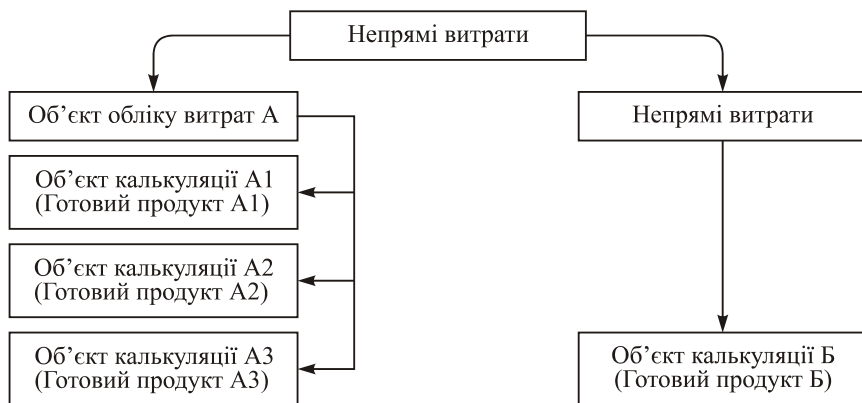 Непрямі витрати
Об’єкт обліку витрат А
Непрямі витрати
Об’єкт калькуляції А1
(Готовий продукт А1)
Об’єкт калькуляції А2
(Готовий продукт А2)
Об’єкт калькуляції А3
(Готовий продукт А3)
Об’єкт калькуляції Б
(Готовий продукт Б)